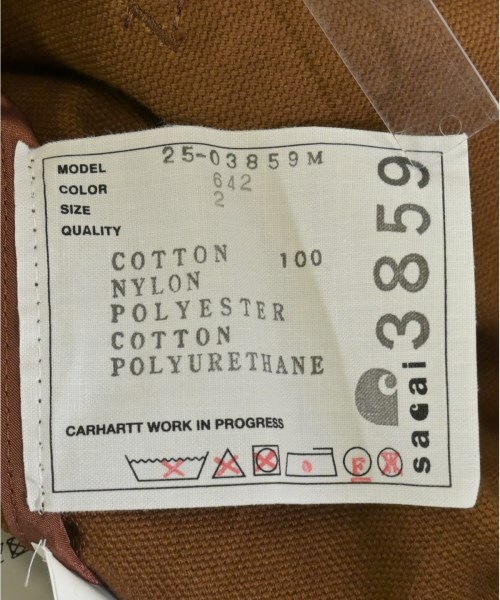 MODEL 25-03859M
COLOR 642
SIZE 2
QUALITY
COTTON 100
NYLON
POLYESTER
COTTON
POLYURETHANE
CARHARTT WORK IN PROGRESS
F W
sacai 3859